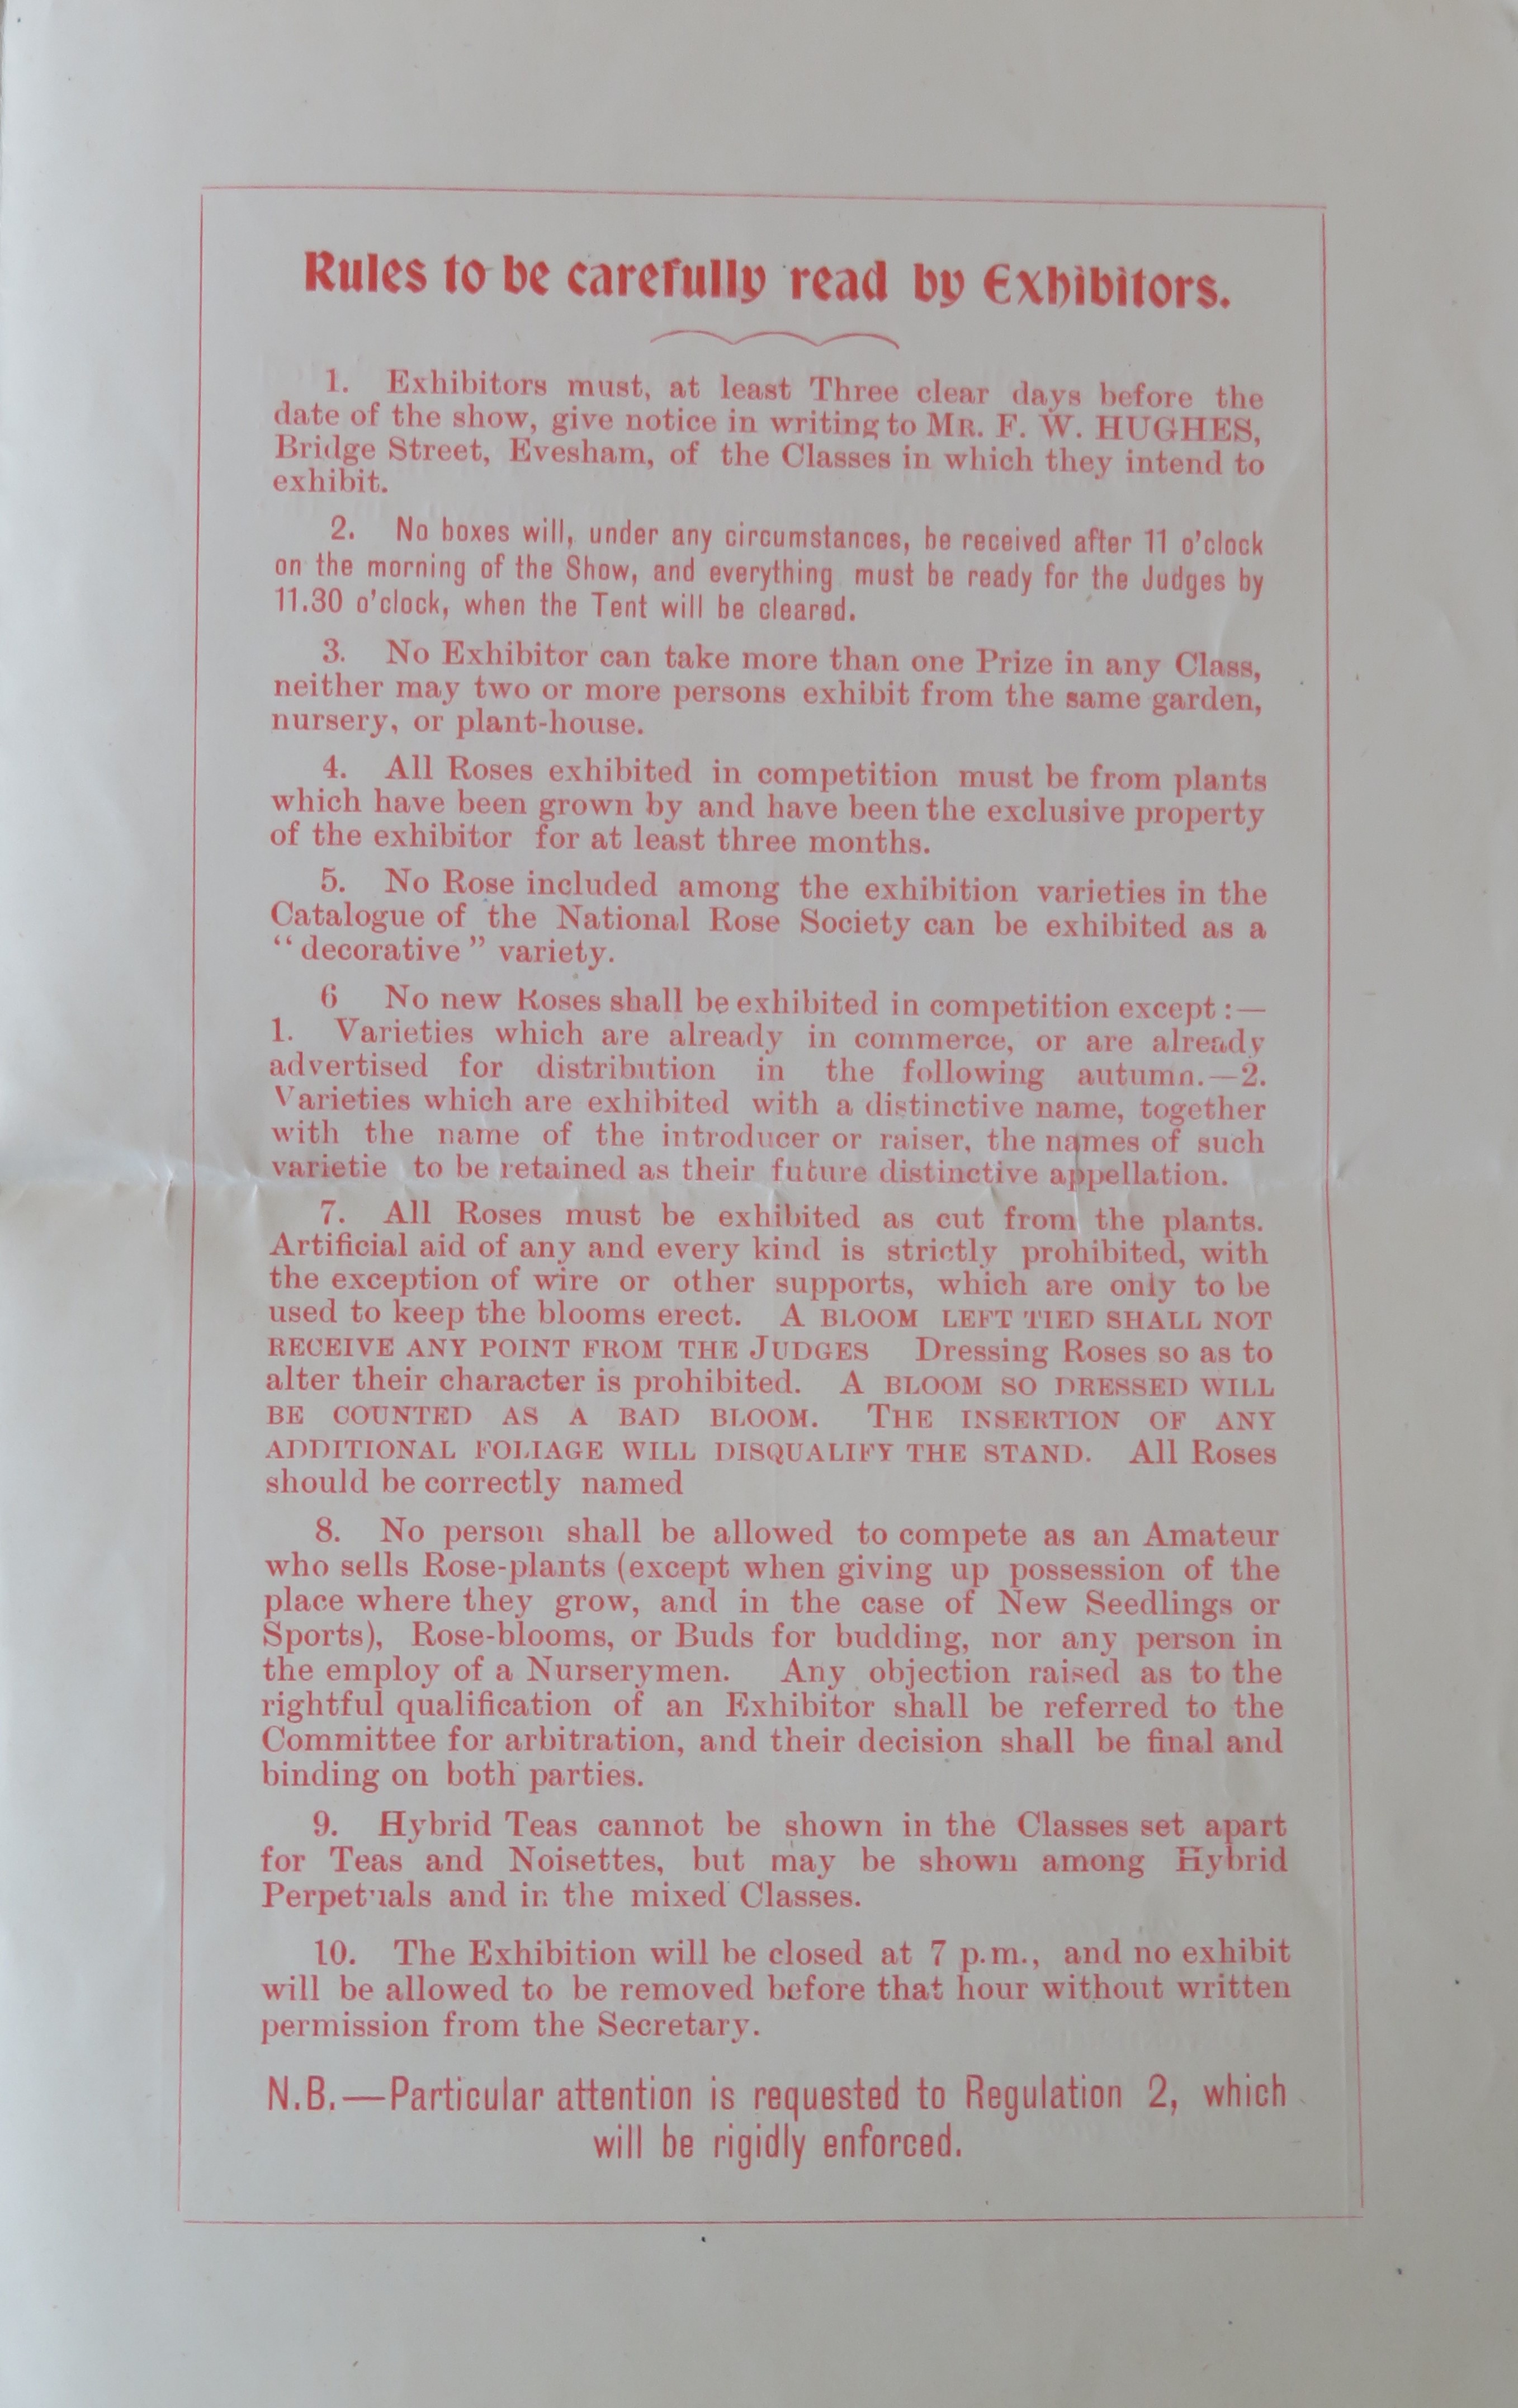 Rules to be carefully read by Exhibitors.
1. Exhibitors must, at least Three clear days before the
date of the show, give notice in writing to MR. F. W. HUGHES,
Bridge Street, Evesham, of the Classes in which they intend to
exhibit.
2. No boxes will, under any circumstances, be received after 11 o'clock
on the morning of the Show, and everything must be ready for the Judges by
11.30 o'clock, when the Tent will be cleared.
3. No Exhibitor can take more than one Prize in any Class,
neither may two or more persons exhibit from the same garden,
nursery, or plant-house.
4. All Roses exhibited in competition must be from plants
which have been grown by and have been the exclusive property
of the exhibitor for at least three months.
5. No Rose included among the exhibition varieties in the
Catalogue of the National Rose Society can be exhibited as a
“decorative” variety.
6 No new Roses shall be exhibited in competition except :—
1. Varieties which are already in commerce, or are already
advertised for distribution in the following autumn.—2.
Varieties which are exhibited with a distinctive name, together
with the name of the introducer or raiser, the names of such
varietie to be retained as their future distinctive appellation.
7. All Roses must be exhibited as cut from the plants.
Artificial aid of any and every kind is strictly prohibited, with
the exception of wire or other supports, which are only to be
used to keep the blooms erect. A BLOOM LEFT TIED SHALL NOT
RECEIVE ANY POINT FROM THE JUDGES Dressing Roses so as to
alter their character is prohibited. A BLOOM SO DRESSED WILL
BE COUNTED AS A BAD BLOOM. THE INSERTION OF ANY
ADDITIONAL FOLIAGE WILL DISQUALIFY THE STAND. All Roses
should be correctly named
8. No person shall be allowed to compete as an Amateur
who sells Rose-plants (except when giving up possession of the
place where they grow, and in the case of New Seedlings or
Sports), Rose-blooms, or Buds for budding, nor any person in
the employ of a Nurserymen. Any objection raised as to the
rightful qualification of an Exhibitor shall be referred to the
Committee for arbitration, and their decision shall be final and
binding on both parties.
9. Hybrid Teas cannot be shown in the Classes set apart
for Teas and Noisettes, but may be shown among Hybrid
Perpetuals and in the mixed Classes.
10. The Exhibition will be closed at 7 p.m., and no exhibit
will be allowed to be removed before that hour without written
permission from the Secretary.
N.B.—Particular attention is requested to Regulation 2, which
will be rigidly enforced.